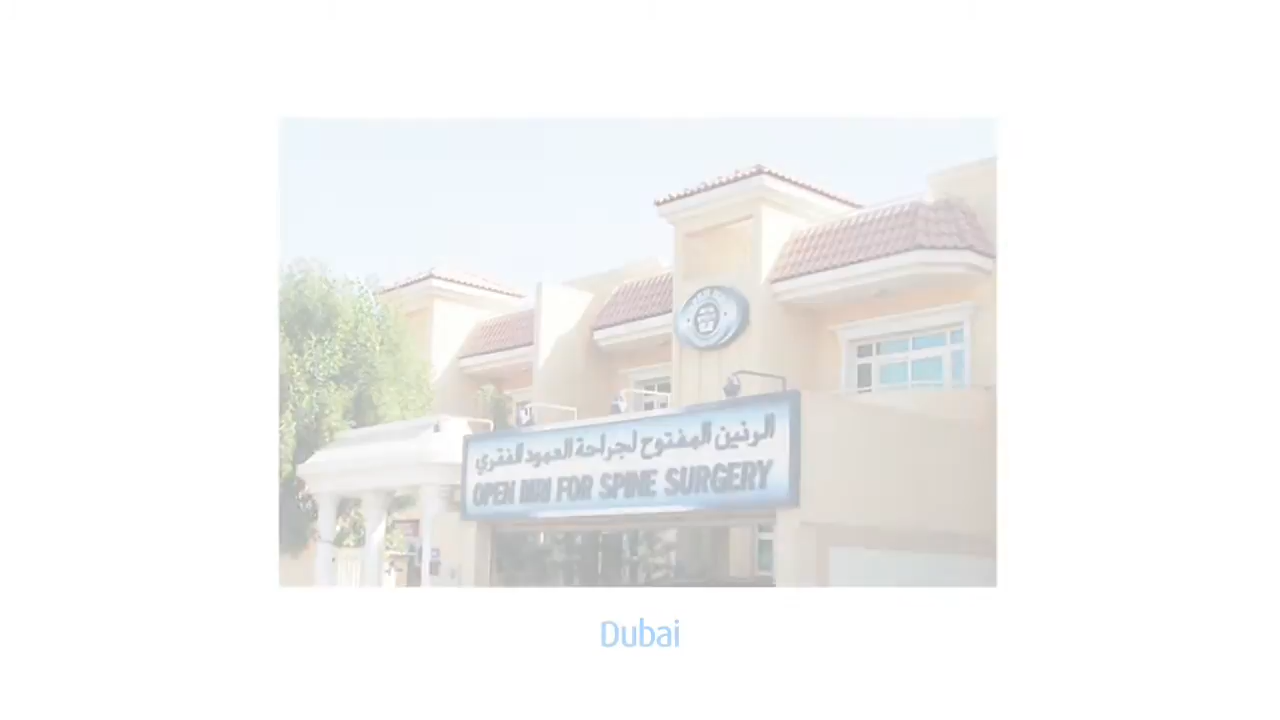 الرنين المفتوح لجراحة العمود الفقري
OPEN MRI FOR SPINE SURGERY
Dubai